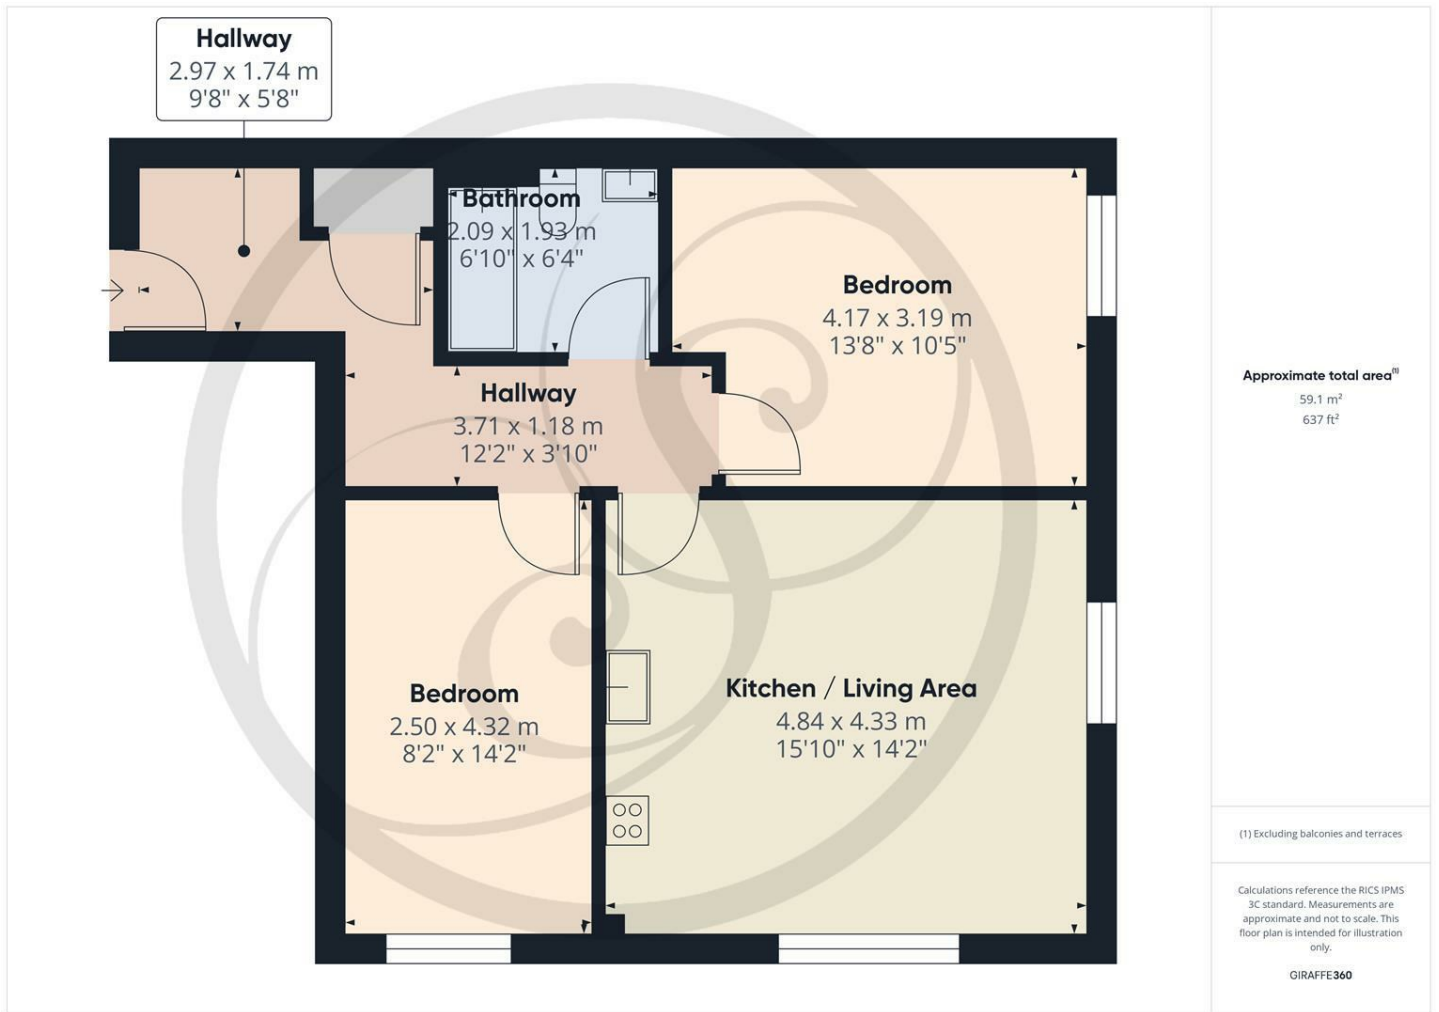 Hallway
2.97 x 1.74 m
9'8" x 5'8"
Bathroom
2.09 x 1.93 m
6'10" x 6'4"
Bedroom
4.17 x 3.19 m
13'8" x 10'5"
Hallway
3.71 x 1.18 m
12'2" x 3'10"
Bedroom
2.50 x 4.32 m
8'2" x 14'2"
Kitchen / Living Area
4.84 x 4.33 m
15'10" x 14'2"
Approximate total area(1)
59.1 m²
637 ft²
(1) Excluding balconies and terraces
Calculations reference the RICS IPMS
3C standard. Measurements are
approximate and not to scale. This
floor plan is intended for illustration
only.
GIRAFFE360